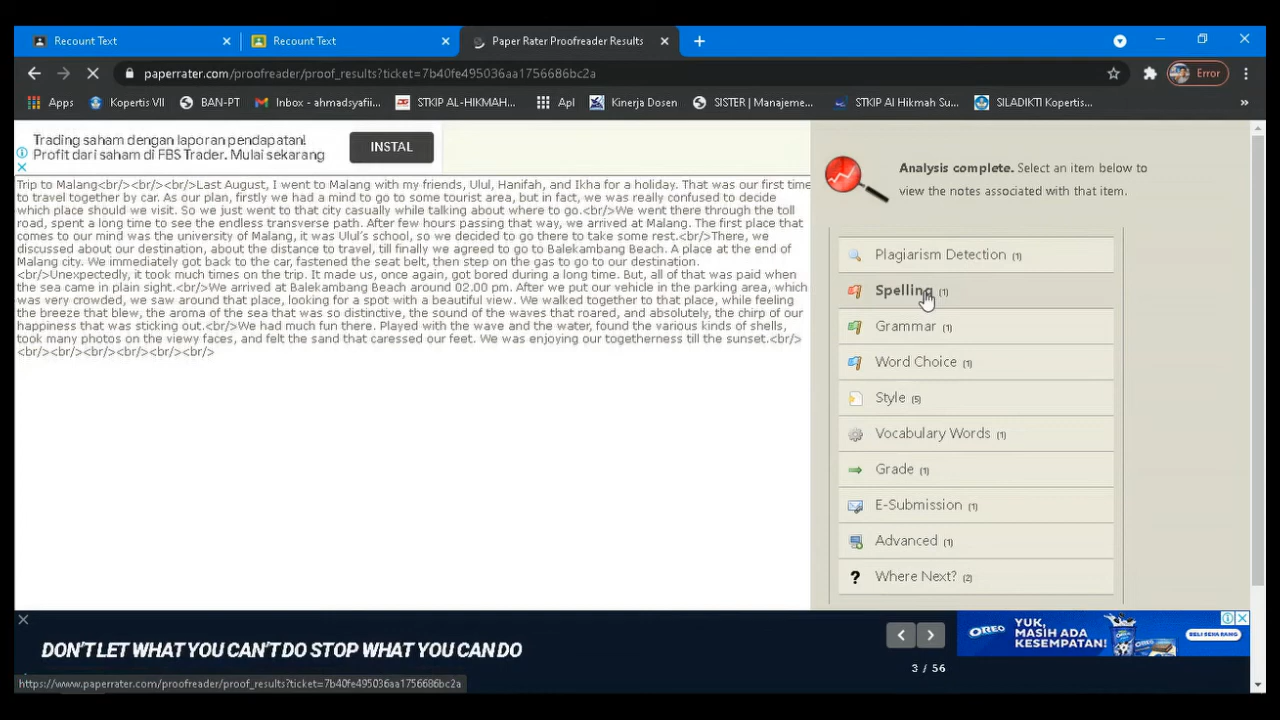 Recount Text
Recount Text
Paper Rater Proofreader Results
paperrater.com/proofreader/proof_results?ticket=7b40fe495036aa1756686bc2a
Error
Apps
Kopertis VII
BAN-PT
Inbox - ahmadsyafii...
STKIP AL-HIKMAH...
Apl
Kinerja Dosen
SISTER | Manajeme...
STKIP Al Hikmah Su...
SILADIKTI Kopertis...
»
Trading saham dengan laporan pendapatan!
Profit dari saham di FBS Trader. Mulai sekarang
INSTAL
Trip to Malang<br/><br/><br/>Last August, I went to Malang with my friends, Ulul, Hanifah, and Ikha for a holiday. That was our first time
to travel together by car. As our plan, firstly we had a mind to go to some tourist area, but in fact, we was really confused to decide
which place should we visit. So we just went to that city casually while talking about where to go.<br/>We went there through the toll
road, spent a long time to see the endless transverse path. After few hours passing that way, we arrived at Malang. The first place that
comes to our mind was the university of Malang, it was Ulul's school, so we decided to go there to take some rest.<br/>There, we
discussed about our destination, about the distance to travel, till finally we agreed to go to Balekambang Beach. A place at the end of
Malang city. We immediately got back to the car, fastened the seat belt, then step on the gas to go to our destination.
<br/>Unexpectedly, it took much times on the trip. It made us, once again, got bored during a long time. But, all of that was paid when
the sea came in plain sight.<br/>We arrived at Balekambang Beach around 02.00 pm. After we put our vehicle in the parking area, which
was very crowded, we saw around that place, looking for a spot with a beautiful view. We walked together to that place, while feeling
the breeze that blew, the aroma of the sea that was so distinctive, the sound of the waves that roared, and absolutely, the chirp of our
happiness that was sticking out.<br/>We had much fun there. Played with the wave and the water, found the various kinds of shells,
took many photos on the viewy faces, and felt the sand that caressed our feet. We was enjoying our togetherness till the sunset.<br/>
<br/><br/><br/><br/><br/><br/>
Analysis complete. Select an item below to
view the notes associated with that item.
Plagiarism Detection (1)
Spelling (1)
Grammar (1)
Word Choice (1)
Style (5)
Vocabulary Words (1)
Grade (1)
E-Submission (1)
Advanced (1)
? Where Next? (2)
DON'T LET WHAT YOU CAN'T DO STOP WHAT YOU CAN DO
3 / 56
OREO
YUK,
MASIH ADA
KESEMPATAN!
BELI SEKARANG
https://www.paperrater.com/proofreader/proof_results?ticket=7b40fe495036aa1756686bc2a